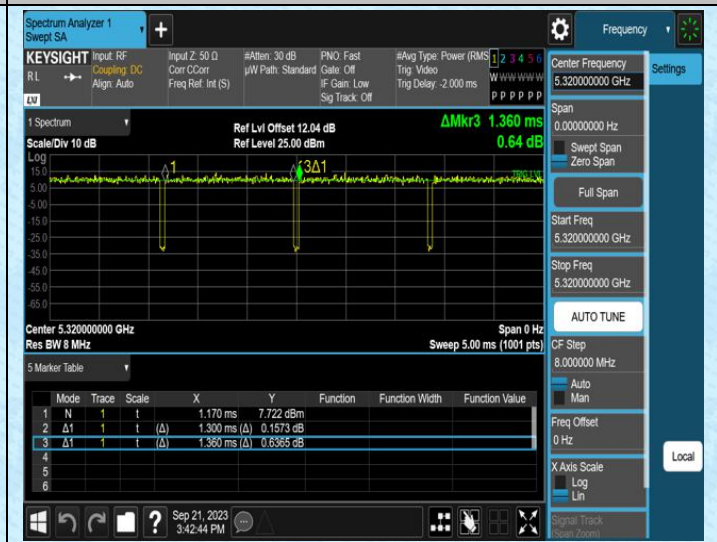 Spectrum Analyzer 1
Swept SA
Frequency
KEYSIGHT
RL
LXI
Input: RF
Coupling: DC
Align: Auto
Input Z: 50 Ω
Corr CCorr
Freq Ref: Int (S)
#Atten: 30 dB
µW Path: Standard
PNO: Fast
Gate: Off
IF Gain: Low
Sig Track: Off
#Avg Type: Power (RMS
Trig: Video
Trig Delay: -2.000 ms
1 2 3 4 5 6
W W W W W W
P P P P P P
1 Spectrum
Scale/Div 10 dB
Ref Lvl Offset 12.04 dB
Ref Level 25.00 dBm
ΔMkr3 1.360 ms
0.64 dB
Log
15.0
5.00
-5.00
-15.0
-25.0
-35.0
-45.0
-55.0
-65.0
1
3Δ1
TRIG LVL
Center 5.320000000 GHz
Span 0 Hz
Res BW 8 MHz
Sweep 5.00 ms (1001 pts)
5 Marker Table
Mode Trace Scale X Y Function Function Width Function Value
1 N 1 t 1.170 ms 7.722 dBm
2 Δ1 1 t (Δ) 1.300 ms (Δ) 0.1573 dB
3 Δ1 1 t (Δ) 1.360 ms (Δ) 0.6365 dB
4
5
6
Sep 21, 2023
3:42:44 PM
Center Frequency
5.320000000 GHz
Span
0.00000000 Hz
Swept Span
Zero Span
Full Span
Start Freq
5.320000000 GHz
Stop Freq
5.320000000 GHz
AUTO TUNE
CF Step
8.000000 MHz
Auto
Man
Freq Offset
0 Hz
X Axis Scale
Log
Lin
Signal Track
(Span Zoom)
Settings
Local